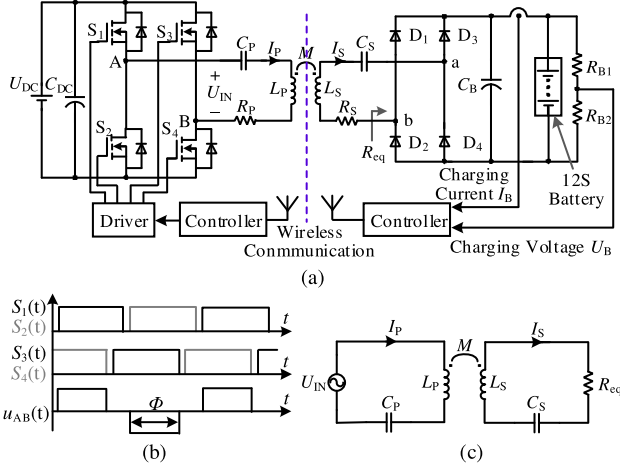 S1 S3 CP IP M IS CS D1 D3
A a
UDC CDC + UIN − LP LS CB RB1
B RP RS b
S2 S4 Req D2 D4 RB2
Charging Current IB
12S Battery
Driver Controller Controller
Wireless Conmmunication
Charging Voltage UB
(a)
S1(t) t
S2(t)
S3(t) t
S4(t)
uAB(t) Φ t
(b)
IP M IS
UIN LP LS Req
CP CS
(c)